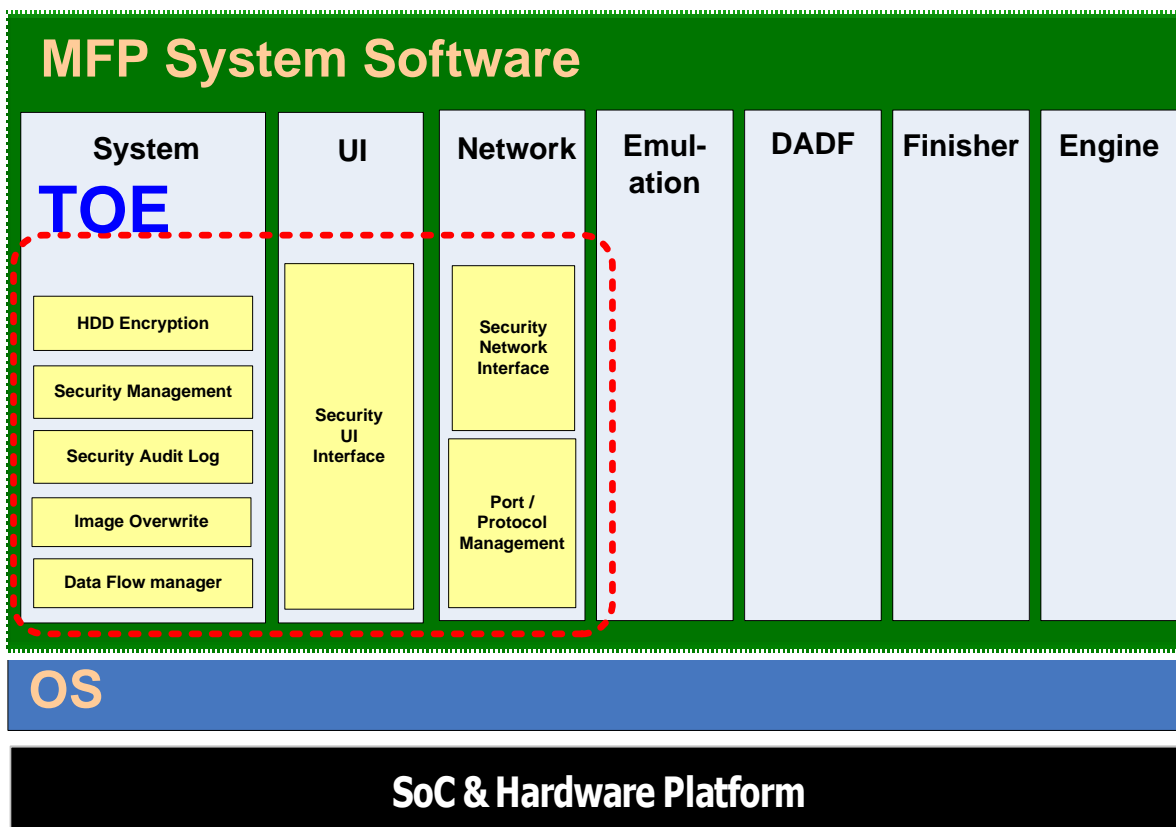 MFP System Software
System
UI
Network
Emul-
ation
DADF
Finisher
Engine
TOE
HDD Encryption
Security Management
Security Audit Log
Image Overwrite
Data Flow manager
Security
UI
Interface
Security
Network
Interface
Port /
Protocol
Management
OS
SoC & Hardware Platform